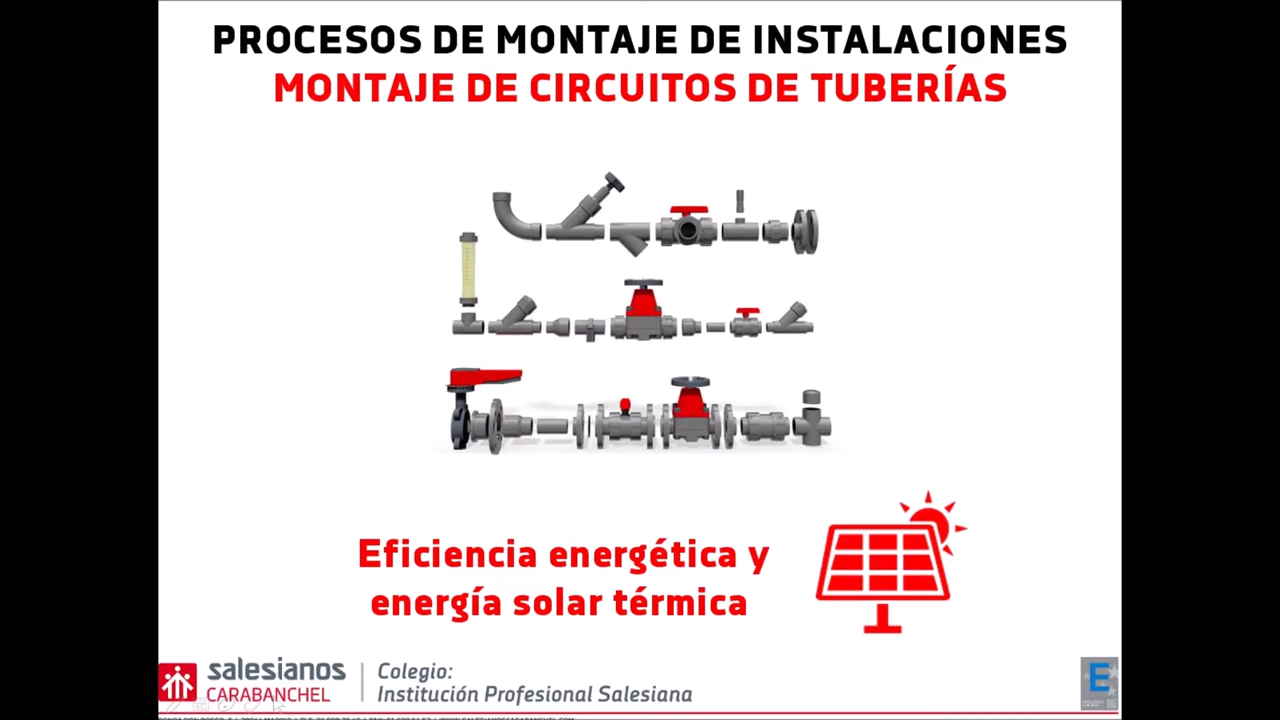 PROCESOS DE MONTAJE DE INSTALACIONES
MONTAJE DE CIRCUITOS DE TUBERÍAS
Eficiencia energética y
energía solar térmica
salesianos
CARABANCHEL
Colegio:
Institución Profesional Salesiana
E